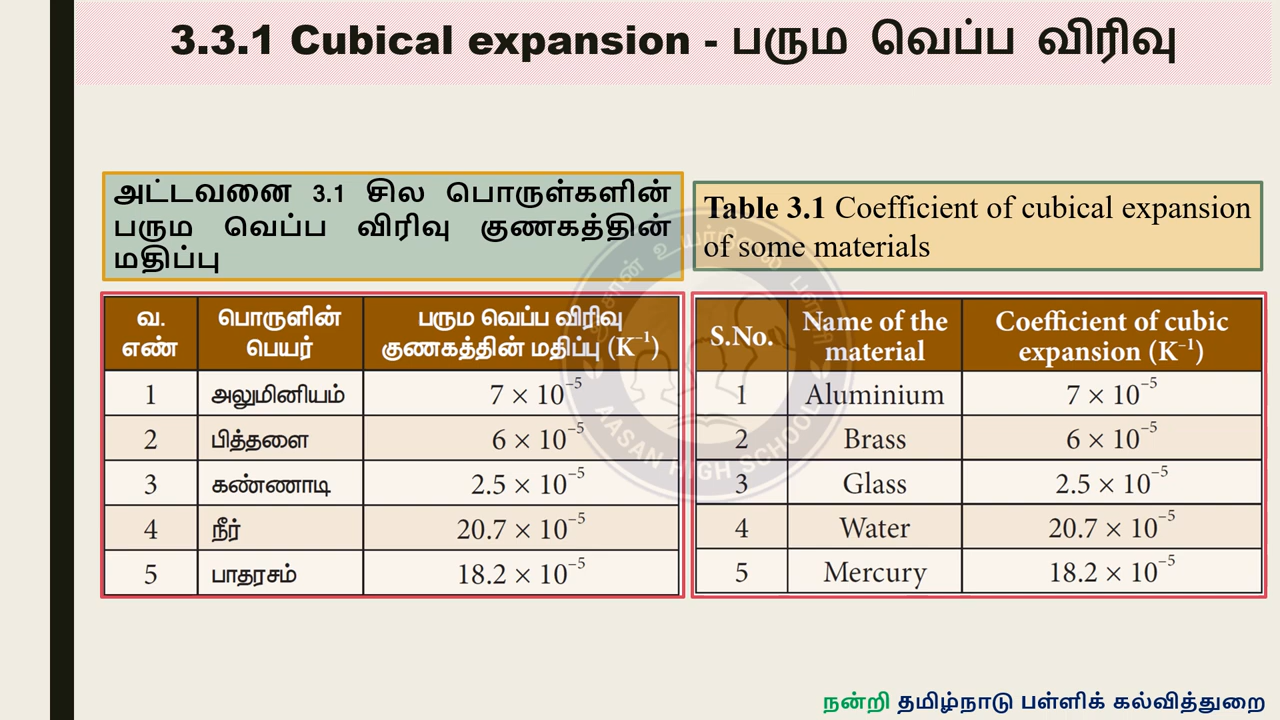 3.3.1 Cubical expansion - பரும வெப்ப விரிவு
அட்டவனை 3.1 சில பொருள்களின்
பரும வெப்ப விரிவு குணகத்தின்
மதிப்பு
வ. எண் பொருளின் பெயர் பரும வெப்ப விரிவு குணகத்தின் மதிப்பு (K⁻¹)
1 அலுமினியம் 7 × 10⁻⁵
2 பித்தளை 6 × 10⁻⁵
3 கண்ணாடி 2.5 × 10⁻⁵
4 நீர் 20.7 × 10⁻⁵
5 பாதரசம் 18.2 × 10⁻⁵
Table 3.1 Coefficient of cubical expansion
of some materials
S.No. Name of the material Coefficient of cubic expansion (K⁻¹)
1 Aluminium 7 × 10⁻⁵
2 Brass 6 × 10⁻⁵
3 Glass 2.5 × 10⁻⁵
4 Water 20.7 × 10⁻⁵
5 Mercury 18.2 × 10⁻⁵
AASAN HIGH SCHOOL
நன்றி தமிழ்நாடு பள்ளிக் கல்வித்துறை